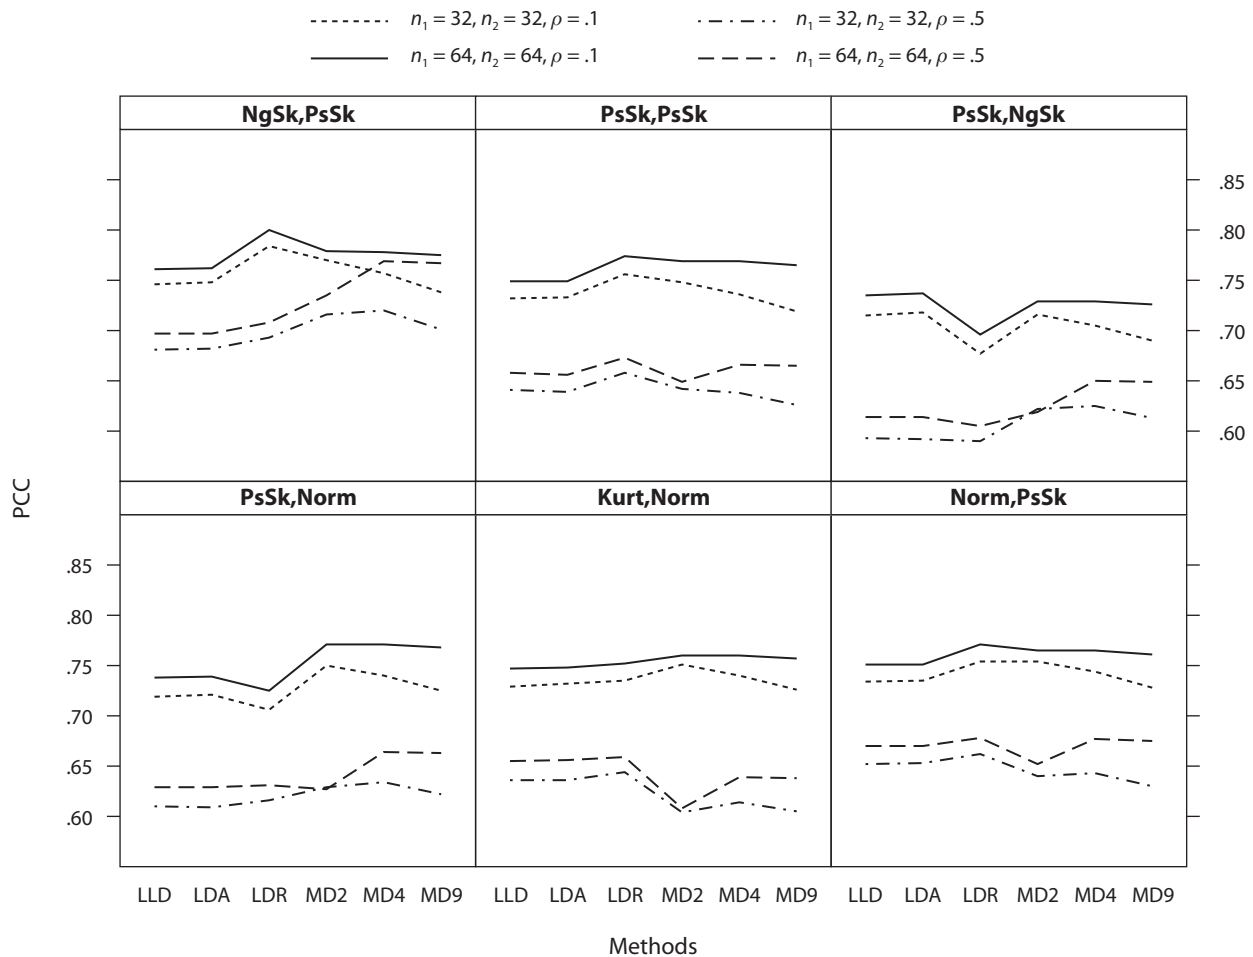 n₁ = 32, n₂ = 32, ρ = .1
n₁ = 32, n₂ = 32, ρ = .5
n₁ = 64, n₂ = 64, ρ = .1
n₁ = 64, n₂ = 64, ρ = .5
NgSk,PsSk
PsSk,PsSk
PsSk,NgSk
.85
.80
.75
.70
.65
.60
PCC
PsSk,Norm
Kurt,Norm
Norm,PsSk
.85
.80
.75
.70
.65
.60
LLD LDA LDR MD2 MD4 MD9 LLD LDA LDR MD2 MD4 MD9 LLD LDA LDR MD2 MD4 MD9
Methods